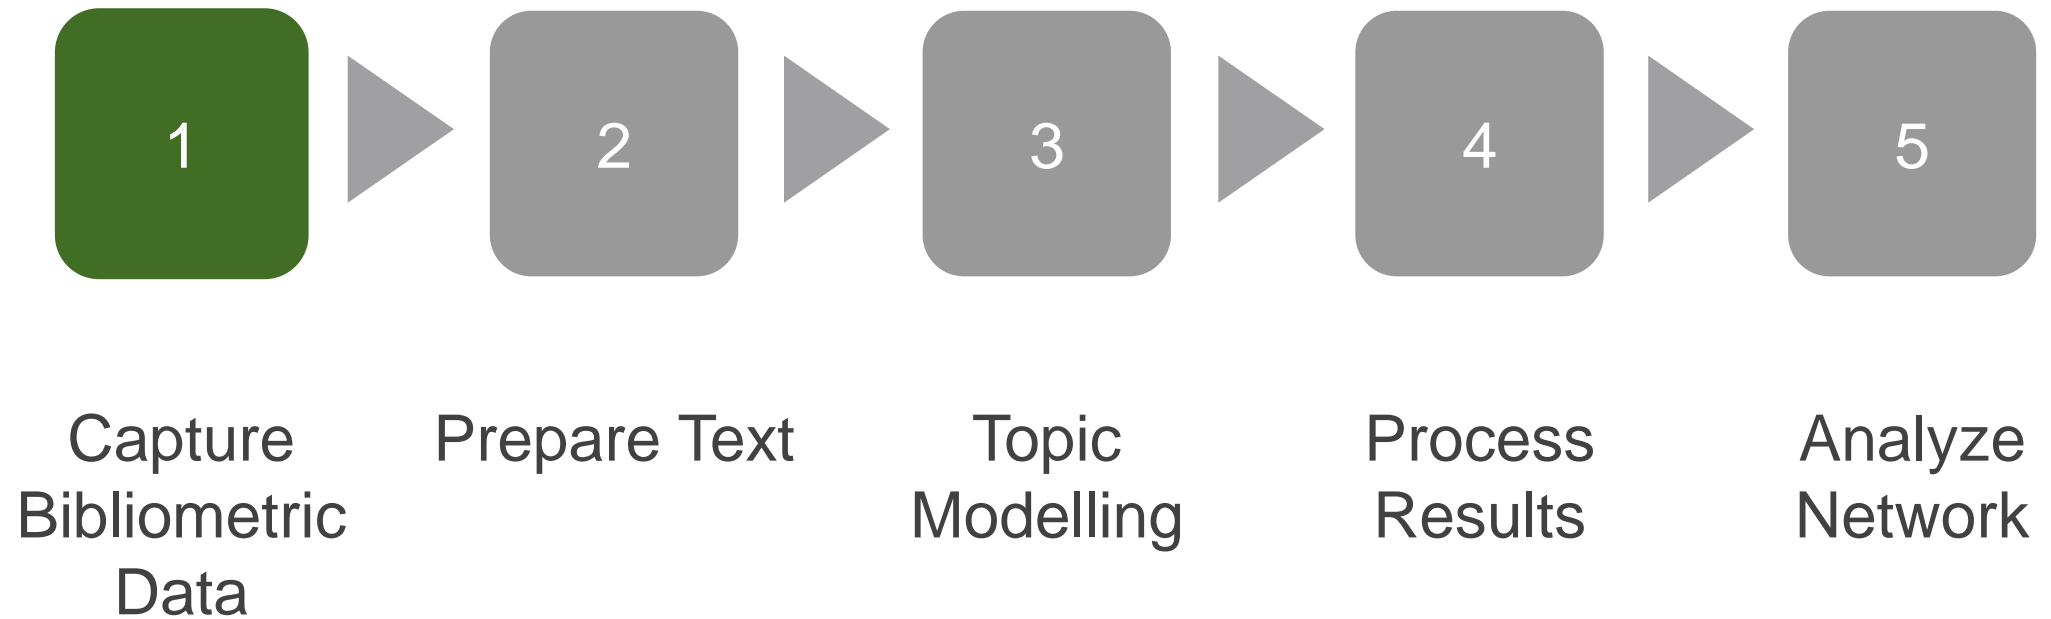 1
2
3
4
5
Capture
Bibliometric
Data
Prepare Text
Topic
Modelling
Process
Results
Analyze
Network